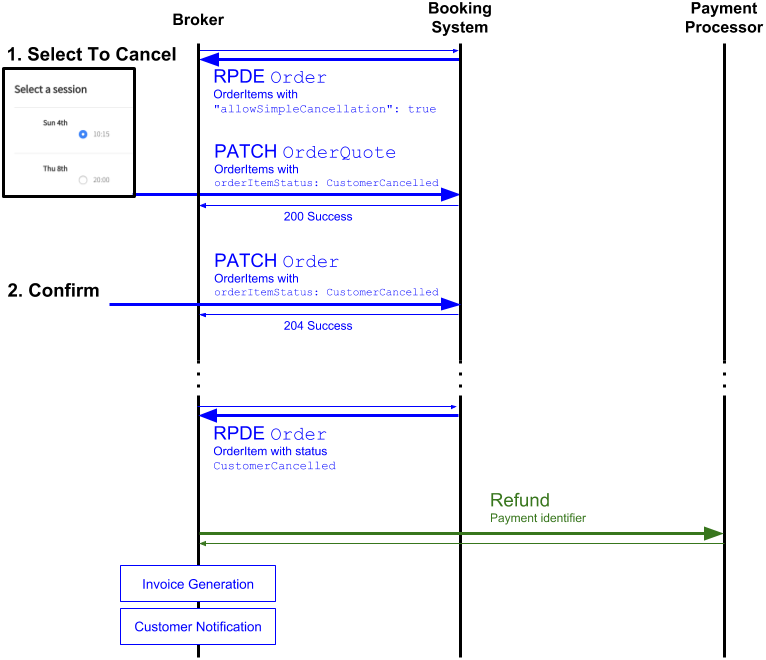 Broker
Booking
System
Payment
Processor
1. Select To Cancel
Select a session
Sun 4th
10:15
Thu 8th
20:00
RPDE Order
OrderItems with
"allowSimpleCancellation": true
PATCH OrderQuote
OrderItems with
orderItemStatus: CustomerCancelled
200 Success
PATCH Order
OrderItems with
orderItemStatus: CustomerCancelled
2. Confirm
204 Success
RPDE Order
OrderItem with status
CustomerCancelled
Refund
Payment identifier
Invoice Generation
Customer Notification